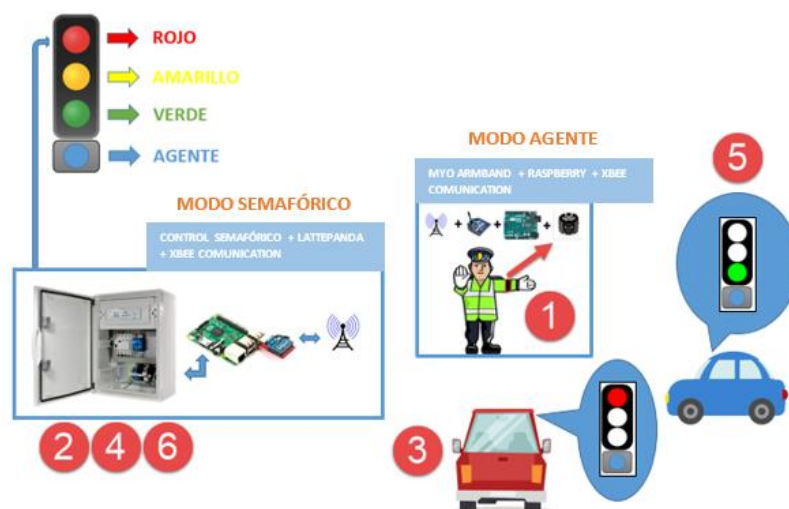 ROJO
AMARILLO
VERDE
AGENTE
MODO AGENTE
MYO ARMBAND + RASPBERRY + XBEE
COMUNICATION
+ + +
1
5
MODO SEMAFÓRICO
CONTROL SEMAFÓRICO + LATTEPANDA
+ XBEE COMUNICATION
2 4 6
3